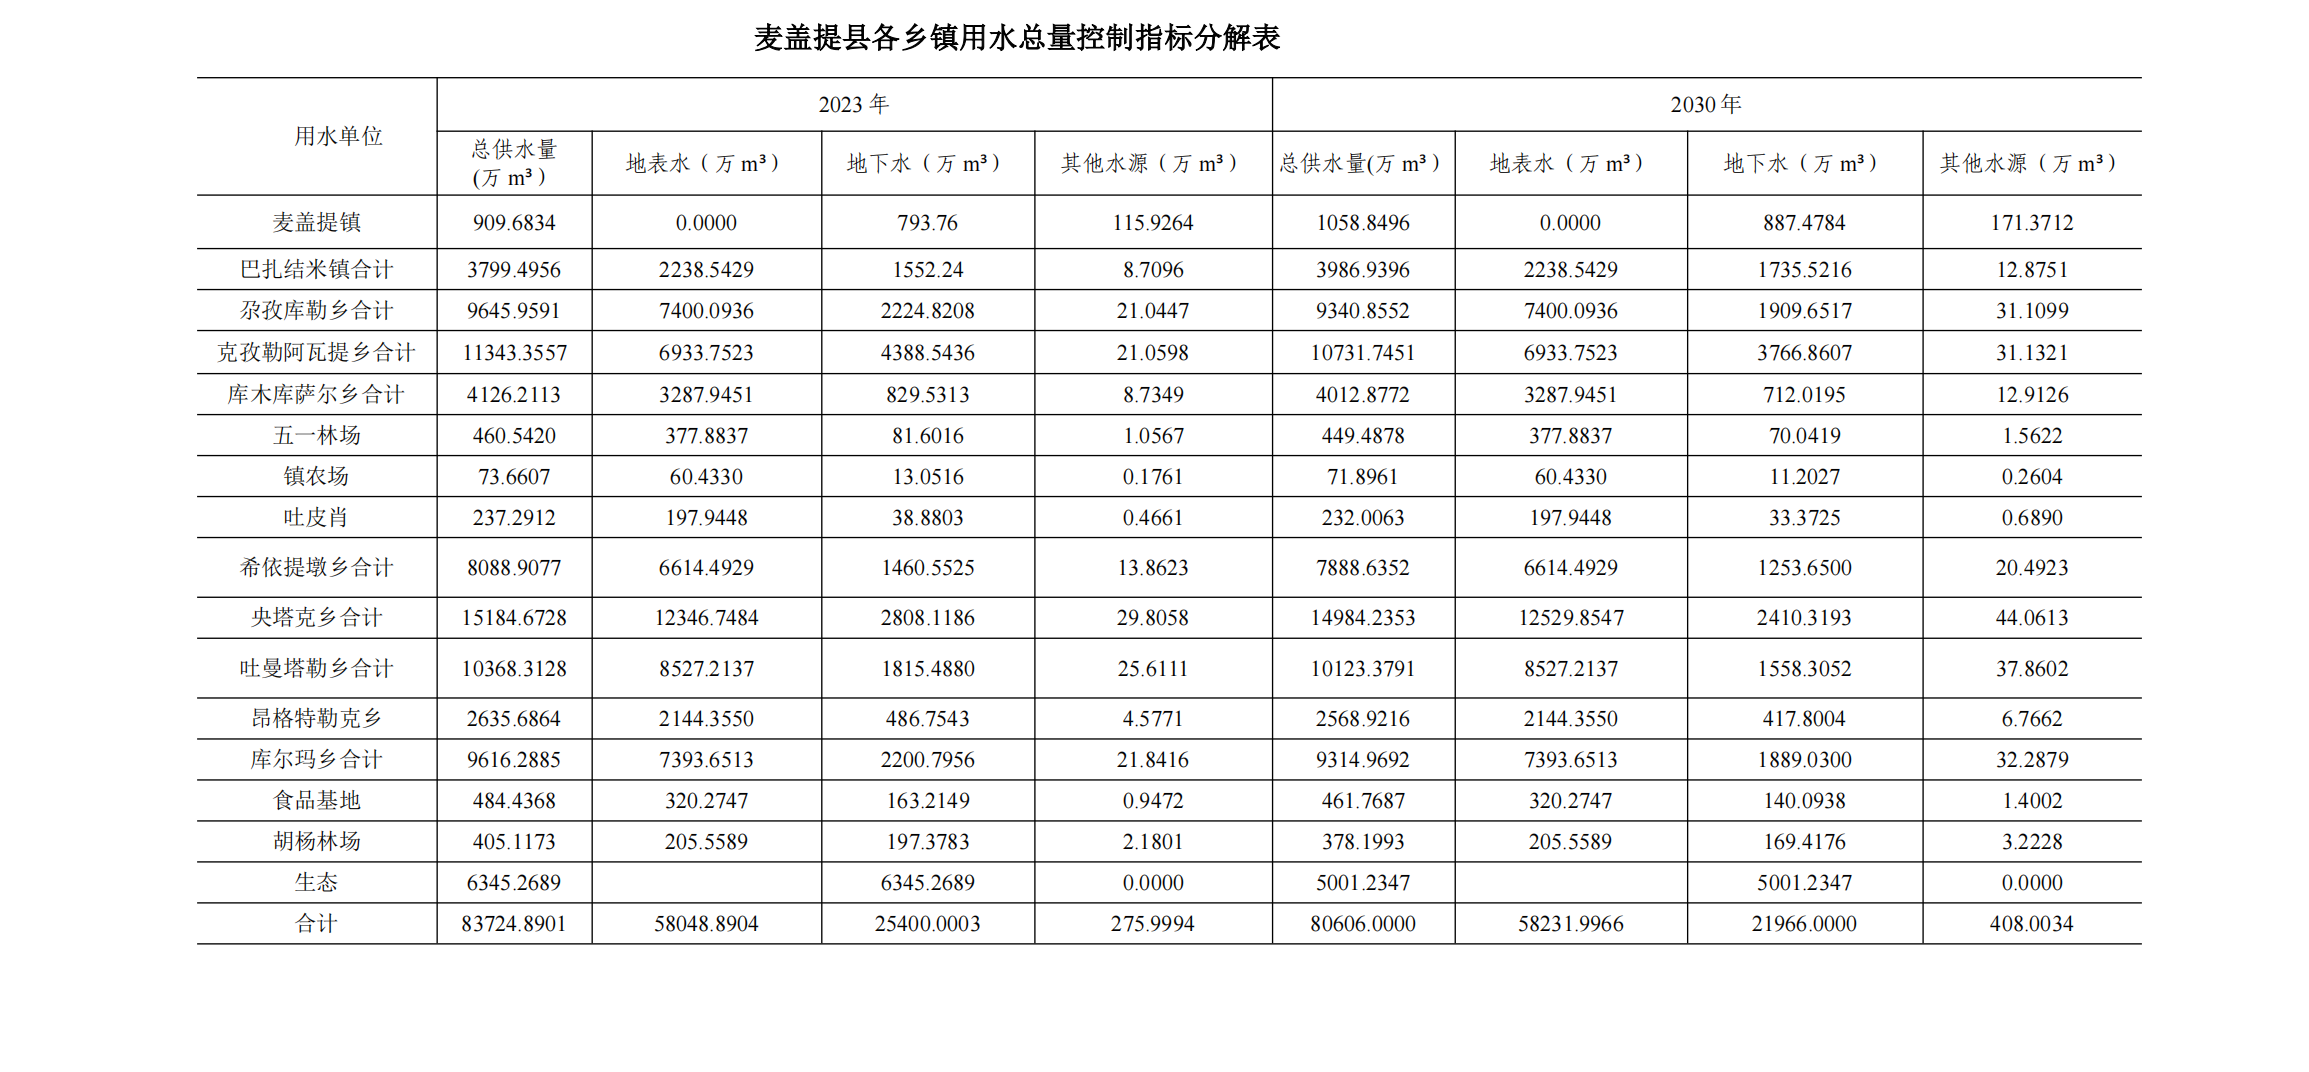 麦盖提县各乡镇用水总量控制指标分解表
用水单位 2023 年 2030 年
总供水量(万 m³） 地表水（万 m³） 地下水（万 m³） 其他水源（万 m³） 总供水量(万 m³） 地表水（万 m³） 地下水（万 m³） 其他水源（万 m³）
麦盖提镇 909.6834 0.0000 793.76 115.9264 1058.8496 0.0000 887.4784 171.3712
巴扎结米镇合计 3799.4956 2238.5429 1552.24 8.7096 3986.9396 2238.5429 1735.5216 12.8751
尕孜库勒乡合计 9645.9591 7400.0936 2224.8208 21.0447 9340.8552 7400.0936 1909.6517 31.1099
克孜勒阿瓦提乡合计 11343.3557 6933.7523 4388.5436 21.0598 10731.7451 6933.7523 3766.8607 31.1321
库木库萨尔乡合计 4126.2113 3287.9451 829.5313 8.7349 4012.8772 3287.9451 712.0195 12.9126
五一林场 460.5420 377.8837 81.6016 1.0567 449.4878 377.8837 70.0419 1.5622
镇农场 73.6607 60.4330 13.0516 0.1761 71.8961 60.4330 11.2027 0.2604
吐皮肖 237.2912 197.9448 38.8803 0.4661 232.0063 197.9448 33.3725 0.6890
希依提墩乡合计 8088.9077 6614.4929 1460.5525 13.8623 7888.6352 6614.4929 1253.6500 20.4923
央塔克乡合计 15184.6728 12346.7484 2808.1186 29.8058 14984.2353 12529.8547 2410.3193 44.0613
吐曼塔勒乡合计 10368.3128 8527.2137 1815.4880 25.6111 10123.3791 8527.2137 1558.3052 37.8602
昂格特勒克乡 2635.6864 2144.3550 486.7543 4.5771 2568.9216 2144.3550 417.8004 6.7662
库尔玛乡合计 9616.2885 7393.6513 2200.7956 21.8416 9314.9692 7393.6513 1889.0300 32.2879
食品基地 484.4368 320.2747 163.2149 0.9472 461.7687 320.2747 140.0938 1.4002
胡杨林场 405.1173 205.5589 197.3783 2.1801 378.1993 205.5589 169.4176 3.2228
生态 6345.2689 6345.2689 0.0000 5001.2347 5001.2347 0.0000
合计 83724.8901 58048.8904 25400.0003 275.9994 80606.0000 58231.9966 21966.0000 408.0034